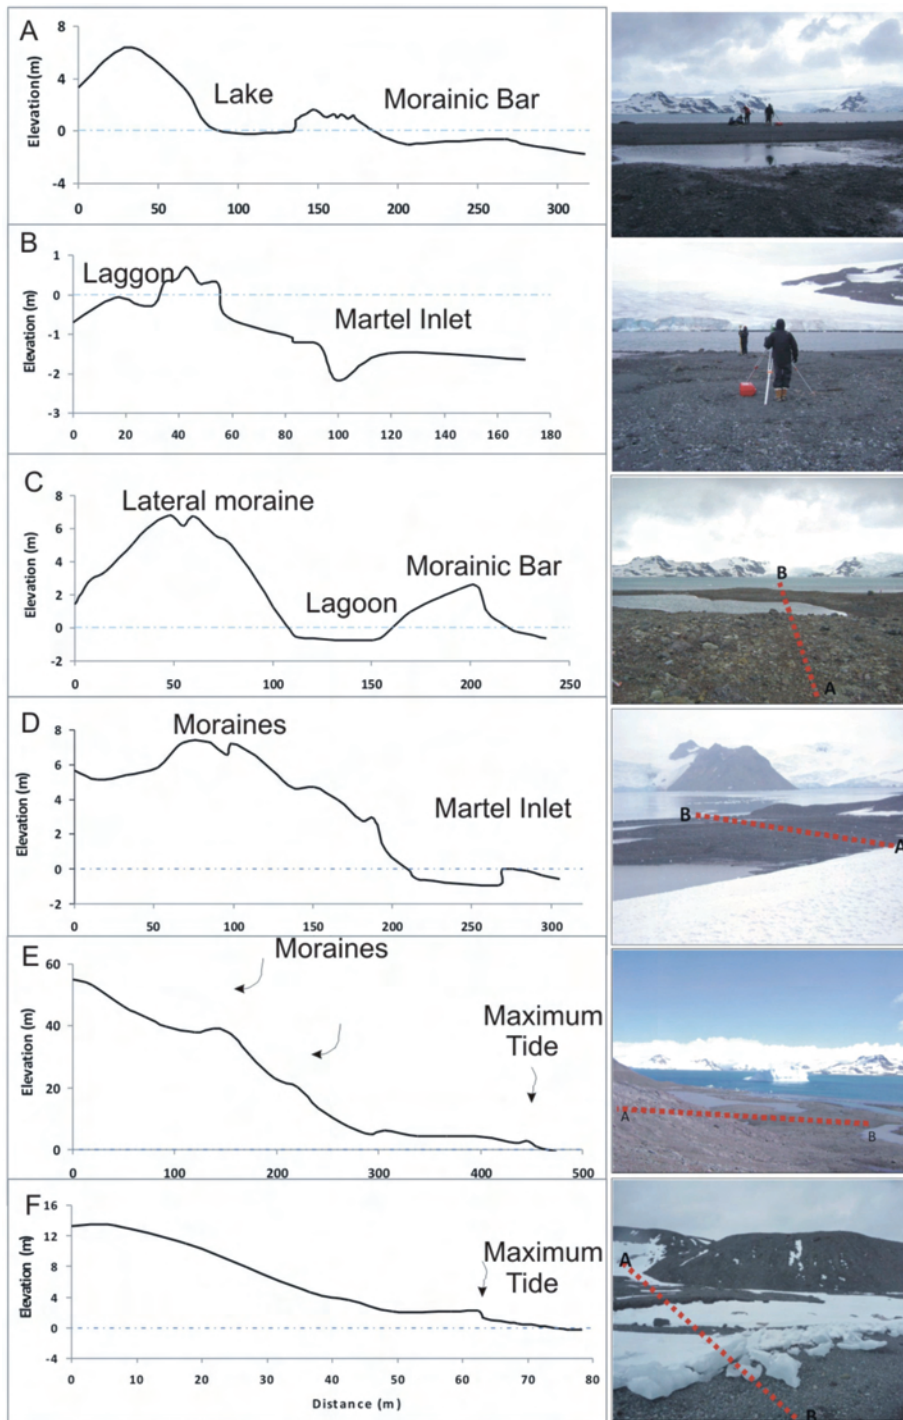 A
8
4
0
-4
Elevation (m)
Lake
Morainic Bar
0 50 100 150 200 250 300
B
1
0
-1
-2
-3
Elevation (m)
Laggon
Martel Inlet
0 20 40 60 80 100 120 140 160 180
C
8
6
4
2
0
-2
Elevation (m)
Lateral moraine
Morainic Bar
Lagoon
0 50 100 150 200 250
B
A
D
8
6
4
2
0
-2
Elevation (m)
Moraines
Martel Inlet
0 50 100 150 200 250 300
B
A
E
60
40
20
0
Elevation (m)
Moraines
Maximum
Tide
0 100 200 300 400 500
A
B
F
16
12
8
4
0
-4
Elevation (m)
Maximum
Tide
0 10 20 30 40 50 60 70 80
Distance (m)
A
B